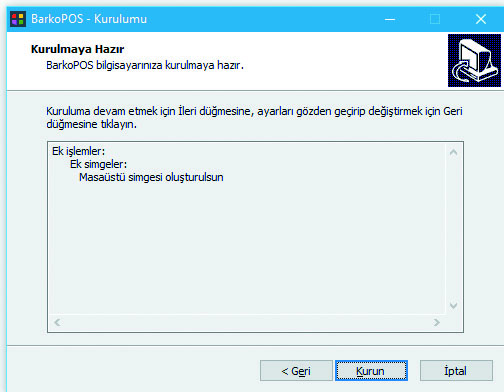 BarkoPOS - Kurulumu
Kurulmaya Hazır
BarkoPOS bilgisayarınıza kurulmaya hazır.
Kuruluma devam etmek için İleri düğmesine, ayarları gözden geçirip değiştirmek için Geri
düğmesine tıklayın.
Ek işlemler:
Ek simgeler:
Masaüstü simgesi oluşturulsun
< Geri
Kurun
İptal